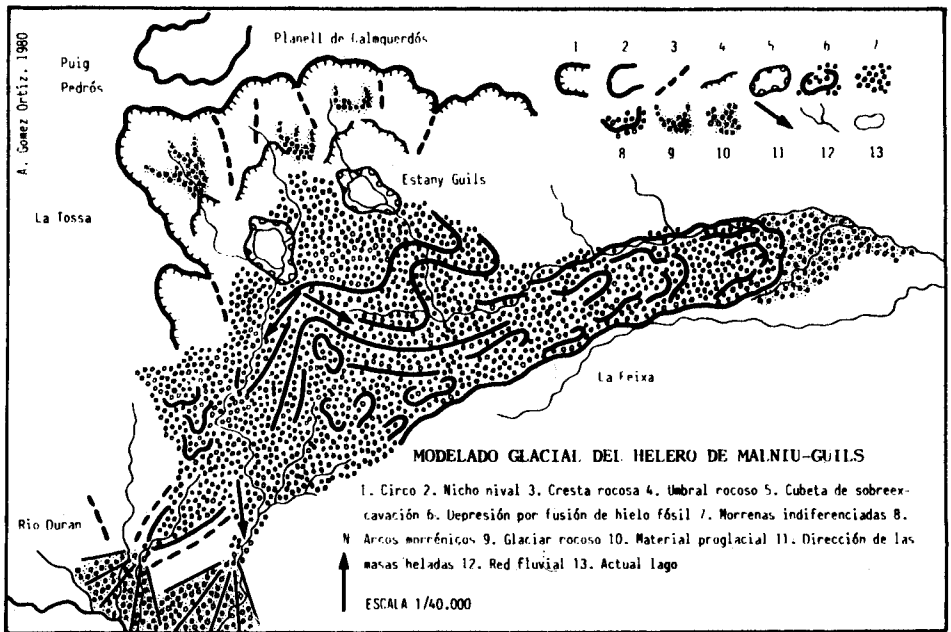 A. Gomez Ortiz. 1980
Puig
Pedrós
Planell de Calmquerdós
1 2 3 4 5 6 7
8 9 10 11 12 13
Estany Guils
La Tossa
La Feixa
Rio Duran
MODELADO GLACIAL DEL HELERO DE MALNIU-GUILS
1. Circo 2. Nicho nival 3. Cresta rocosa 4. Umbral rocoso 5. Cubeta de sobreex-
cavación 6. Depresión por fusión de hielo fósil 7. Morrenas indiferenciadas 8.
Arcos morrénicos 9. Glaciar rocoso 10. Material proglacial 11. Dirección de las
masas heladas 12. Red fluvial 13. Actual lago
N
ESCALA 1/40.000